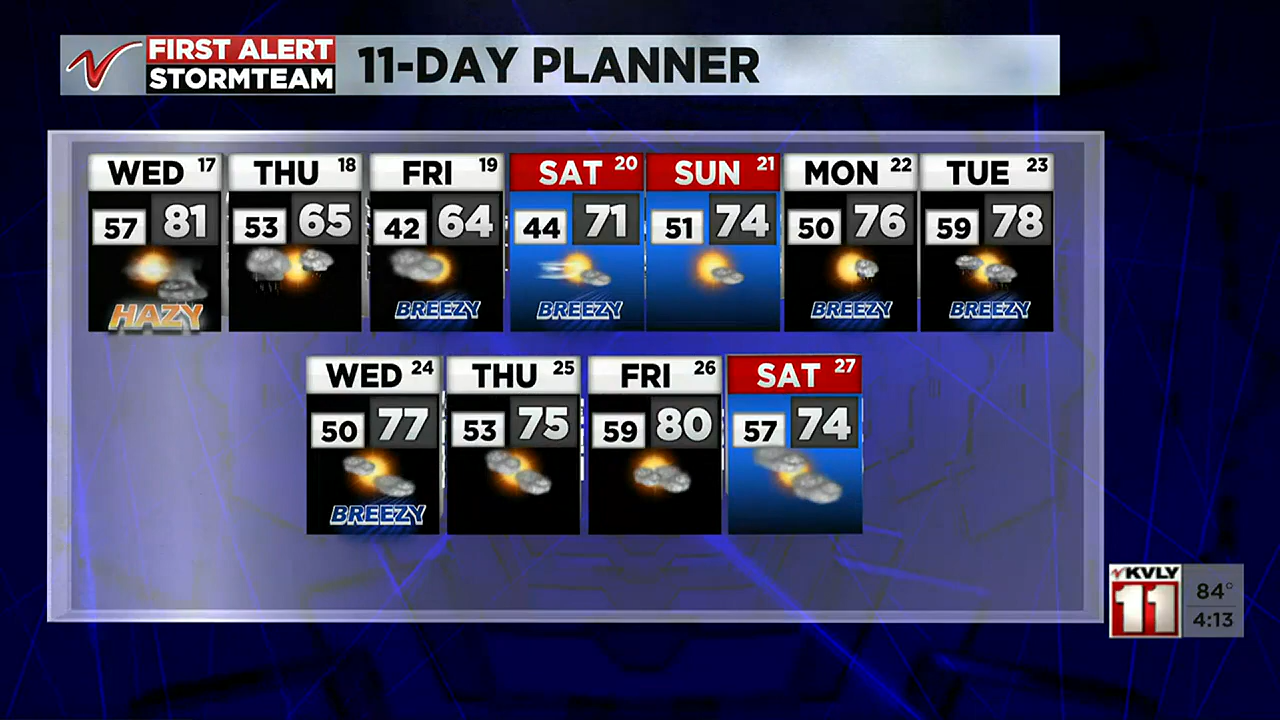 FIRST ALERT
STORMTEAM
11-DAY PLANNER
WED 17
57 81
HAZY
THU 18
53 65
FRI 19
42 64
BREEZY
SAT 20
44 71
BREEZY
SUN 21
51 74
MON 22
50 76
BREEZY
TUE 23
59 78
BREEZY
WED 24
50 77
BREEZY
THU 25
53 75
FRI 26
59 80
SAT 27
57 74
KVLY
11
84°
4:13